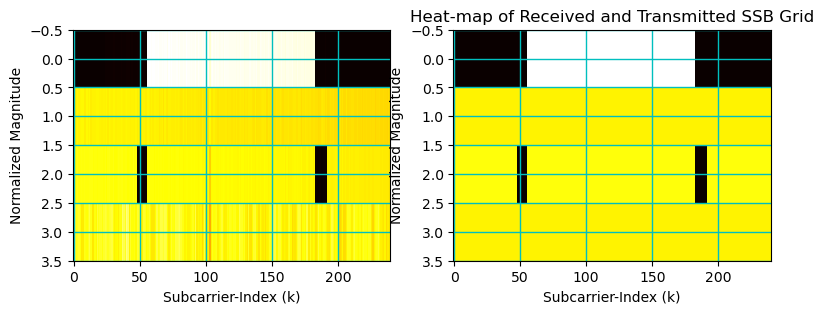 Heat-map of Received and Transmitted SSB Grid
Normalized Magnitude
−0.5
0.0
0.5
1.0
1.5
2.0
2.5
3.0
3.5
0 50 100 150 200
Subcarrier-Index (k)
Normalized Magnitude
−0.5
0.0
0.5
1.0
1.5
2.0
2.5
3.0
3.5
0 50 100 150 200
Subcarrier-Index (k)